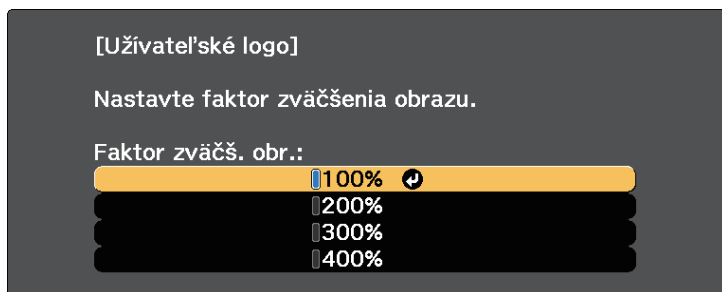 [Užívateľské logo]
Nastavte faktor zväčšenia obrazu.
Faktor zväčš. obr.:
100%
200%
300%
400%